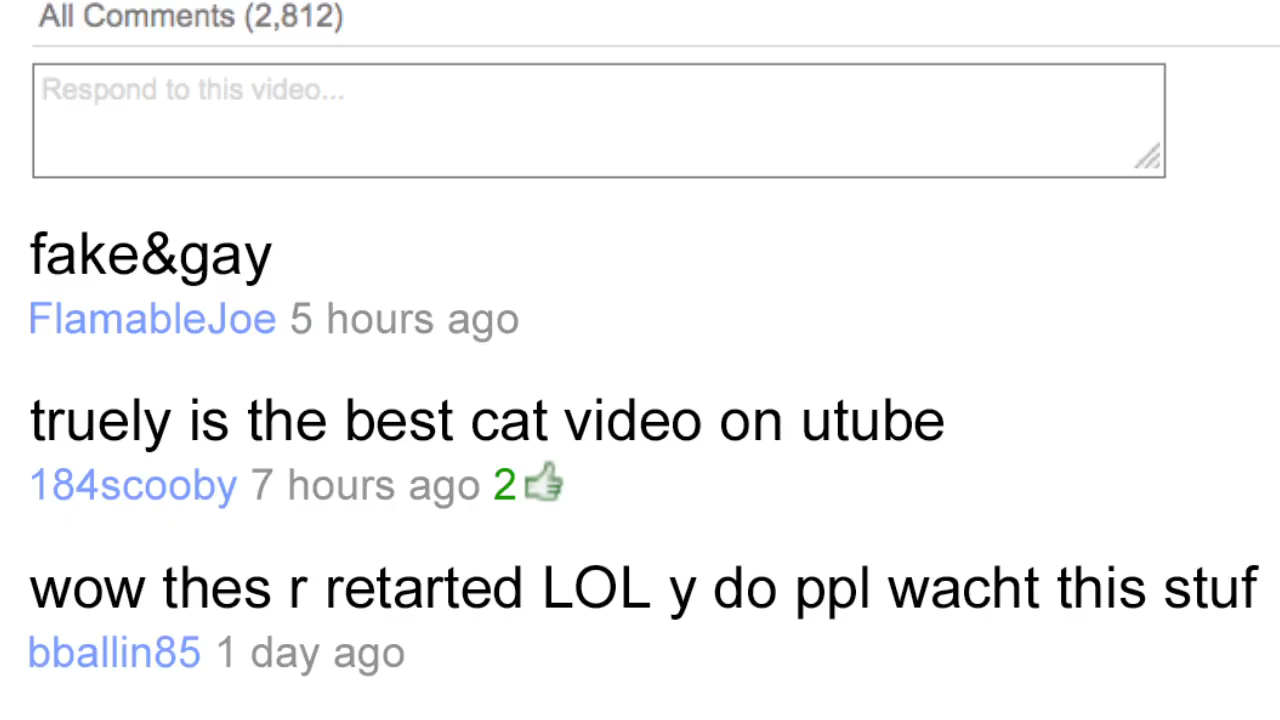 All Comments (2,812)
Respond to this video...
fake&gay
FlamableJoe 5 hours ago
truely is the best cat video on utube
184scooby 7 hours ago 2
wow thes r retarted LOL y do ppl wacht this stuf
bballin85 1 day ago